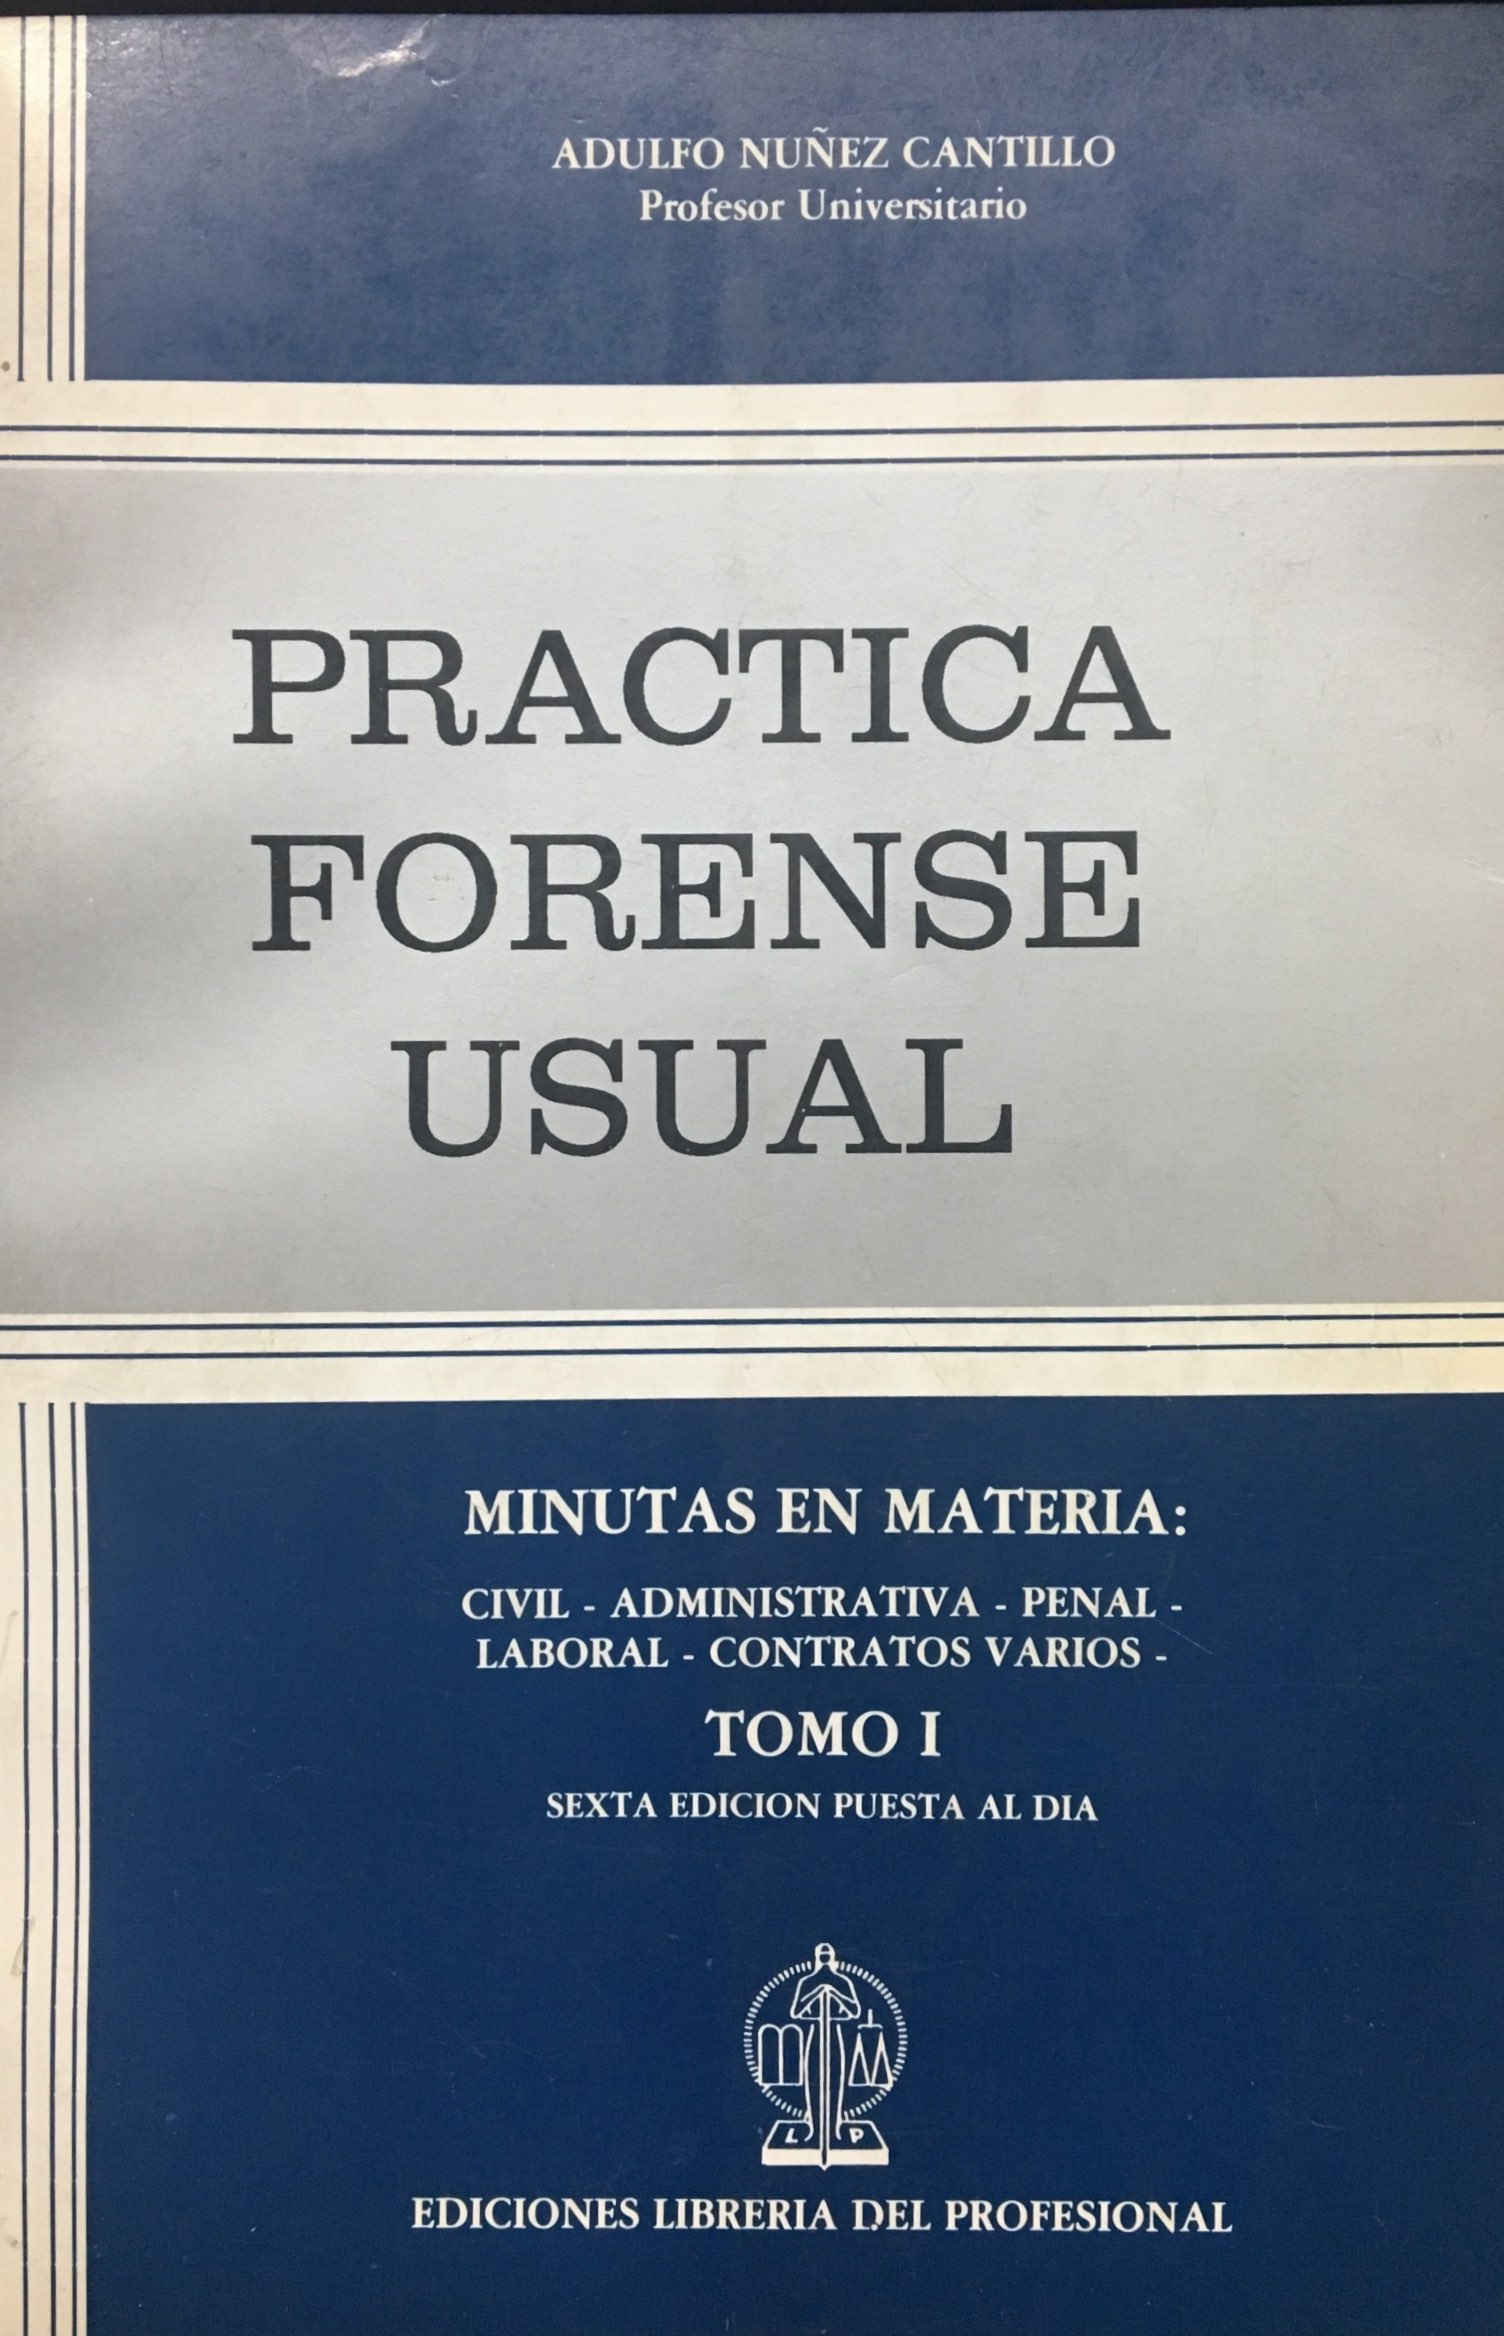 ADULFO NUÑEZ CANTILLO
Profesor Universitario
PRACTICA
FORENSE
USUAL
MINUTAS EN MATERIA:
CIVIL - ADMINISTRATIVA - PENAL -
LABORAL - CONTRATOS VARIOS -
TOMO I
SEXTA EDICION PUESTA AL DIA
L P
EDICIONES LIBRERIA DEL PROFESIONAL